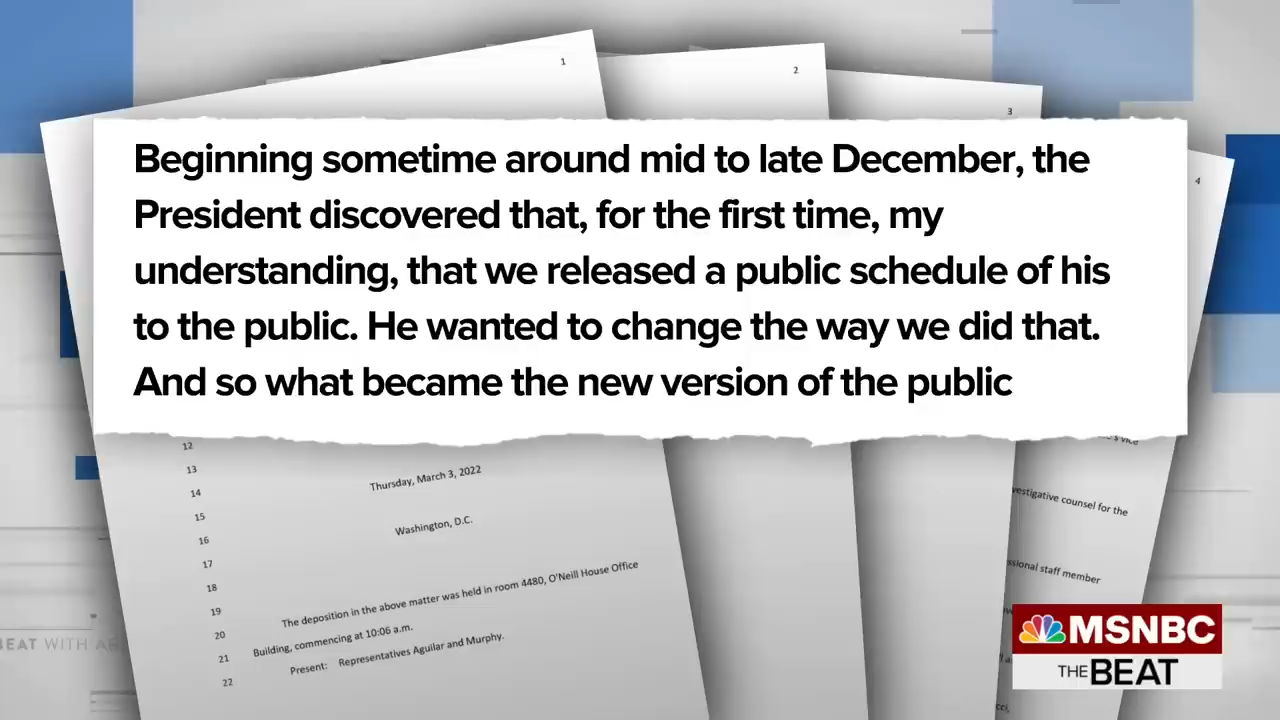 1
2
3
4
Beginning sometime around mid to late December, the
President discovered that, for the first time, my
understanding, that we released a public schedule of his
to the public. He wanted to change the way we did that.
And so what became the new version of the public
12
13
Thursday, March 3, 2022
14
15
Washington, D.C.
16
17
18
19
The deposition in the above matter was held in room 4480, O'Neill House Office
20
Building, commencing at 10:06 a.m.
21
Present: Representatives Aguilar and Murphy.
22
vice
counsel for the
staff member
BEAT WITH
MSNBC
THE BEAT